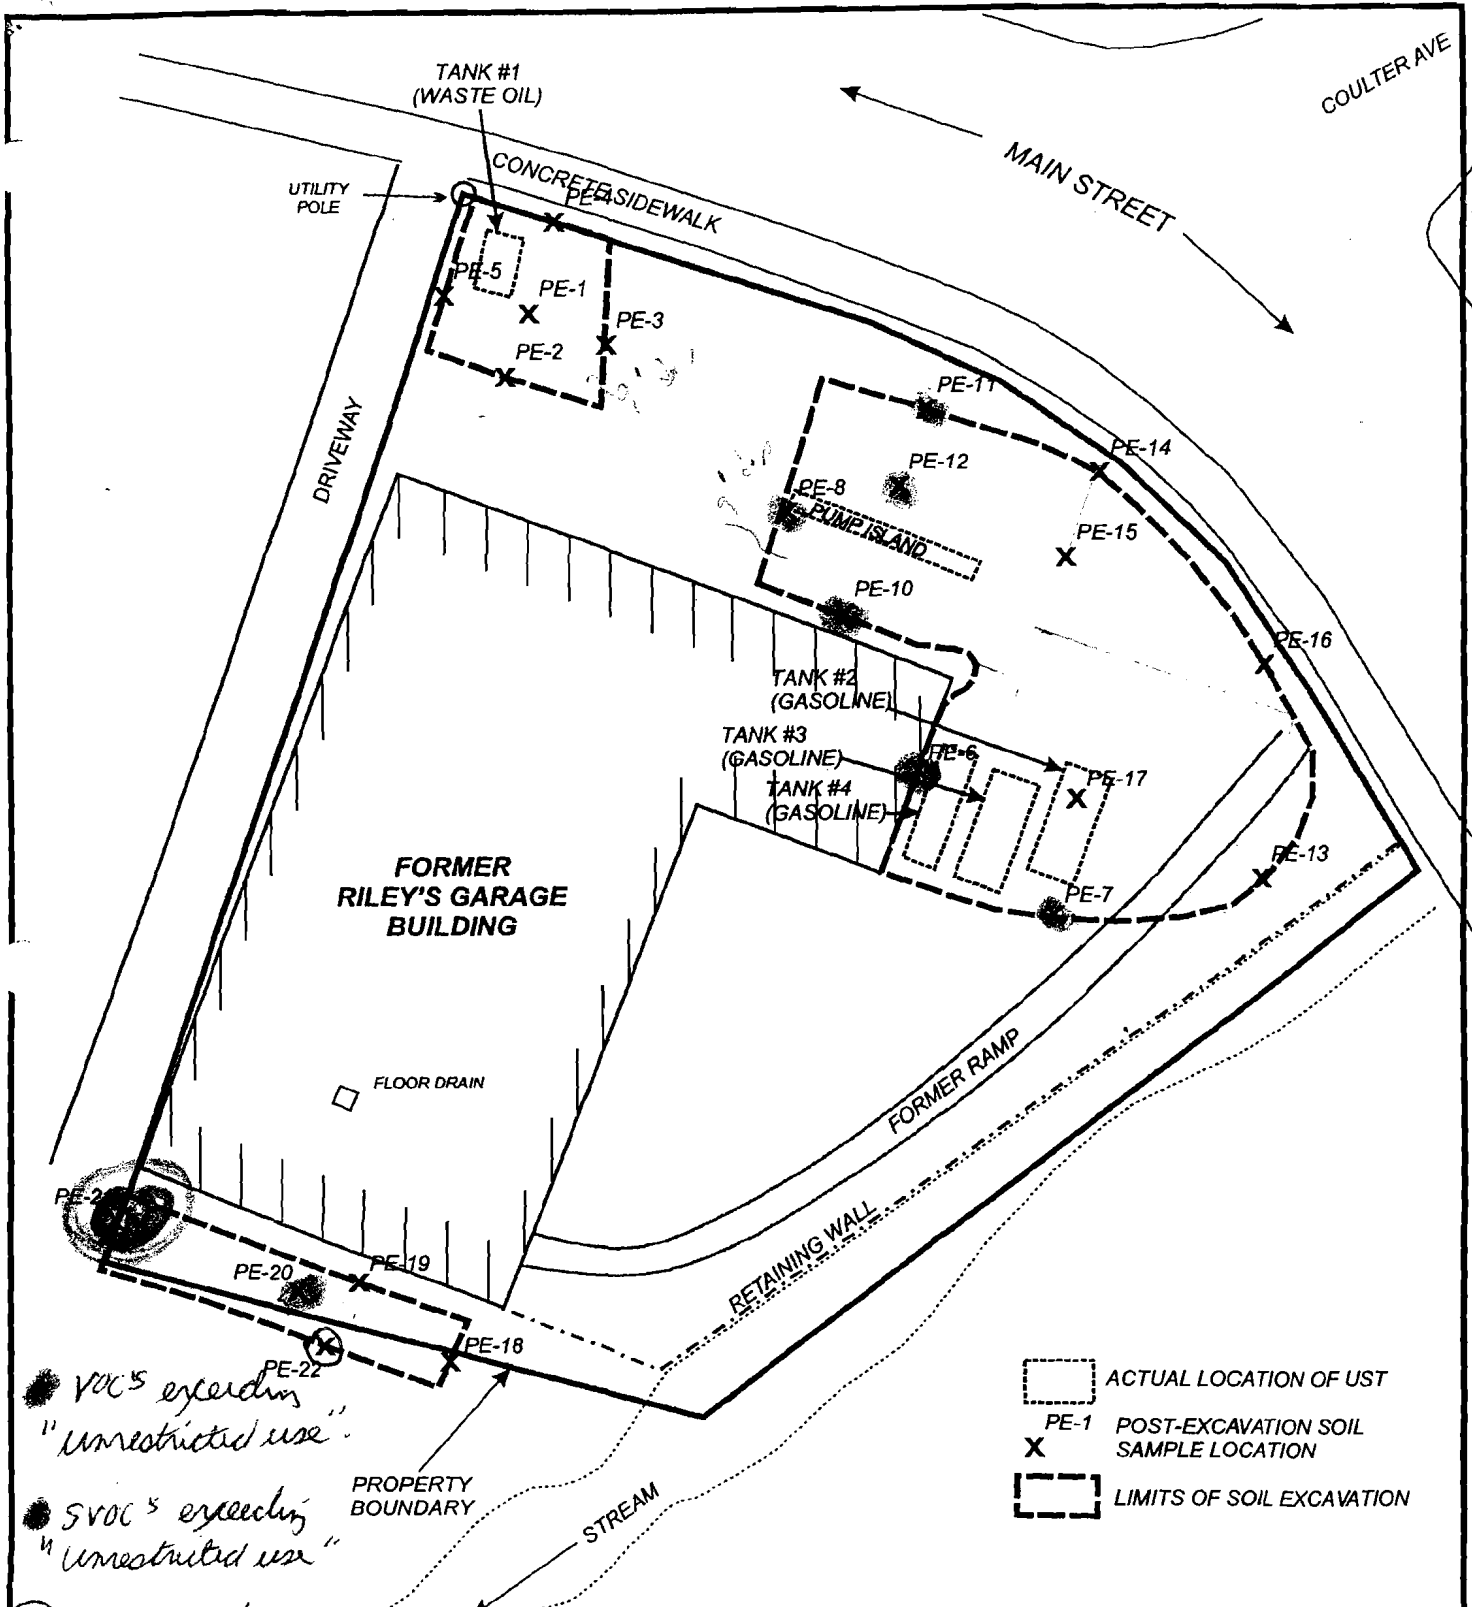 TANK #1
(WASTE OIL)
COULTER AVE
MAIN STREET
CONCRETE SIDEWALK
UTILITY
POLE
PE-4
PE-5
PE-1
PE-3
PE-2
DRIVEWAY
PE-11
PE-14
PE-12
PE-8
PUMP ISLAND
PE-15
PE-10
PE-16
TANK #2
(GASOLINE)
TANK #3
(GASOLINE)
PE-6
TANK #4
(GASOLINE)
PE-17
PE-13
PE-7
FORMER
RILEY'S GARAGE
BUILDING
FLOOR DRAIN
FORMER RAMP
RETAINING WALL
PE-2
PE-20
PE-19
PE-18
PE-22
VOC's exceeding
"unrestricted use".
SVOC's exceeding
"unrestricted use"
PROPERTY
BOUNDARY
STREAM
ACTUAL LOCATION OF UST
PE-1 POST-EXCAVATION SOIL
X SAMPLE LOCATION
LIMITS OF SOIL EXCAVATION